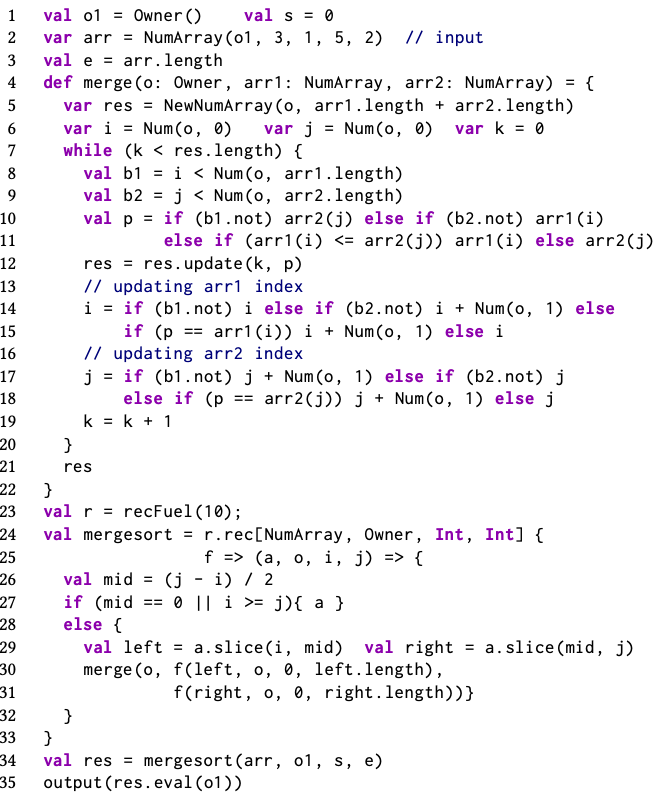 1 val o1 = Owner()    val s = 0
2 var arr = NumArray(o1, 3, 1, 5, 2)  // input
3 val e = arr.length
4 def merge(o: Owner, arr1: NumArray, arr2: NumArray) = {
5   var res = NewNumArray(o, arr1.length + arr2.length)
6   var i = Num(o, 0)   var j = Num(o, 0)  var k = 0
7   while (k < res.length) {
8     val b1 = i < Num(o, arr1.length)
9     val b2 = j < Num(o, arr2.length)
10     val p = if (b1.not) arr2(j) else if (b2.not) arr1(i)
11             else if (arr1(i) <= arr2(j)) arr1(i) else arr2(j)
12     res = res.update(k, p)
13     // updating arr1 index
14     i = if (b1.not) i else if (b2.not) i + Num(o, 1) else
15         if (p == arr1(i)) i + Num(o, 1) else i
16     // updating arr2 index
17     j = if (b1.not) j + Num(o, 1) else if (b2.not) j
18         else if (p == arr2(j)) j + Num(o, 1) else j
19     k = k + 1
20   }
21   res
22 }
23 val r = recFuel(10);
24 val mergesort = r.rec[NumArray, Owner, Int, Int] {
25                 f => (a, o, i, j) => {
26   val mid = (j - i) / 2
27   if (mid == 0 || i >= j){ a }
28   else {
29     val left = a.slice(i, mid)  val right = a.slice(mid, j)
30     merge(o, f(left, o, 0, left.length),
31              f(right, o, 0, right.length))}
32   }
33 }
34 val res = mergesort(arr, o1, s, e)
35 output(res.eval(o1))